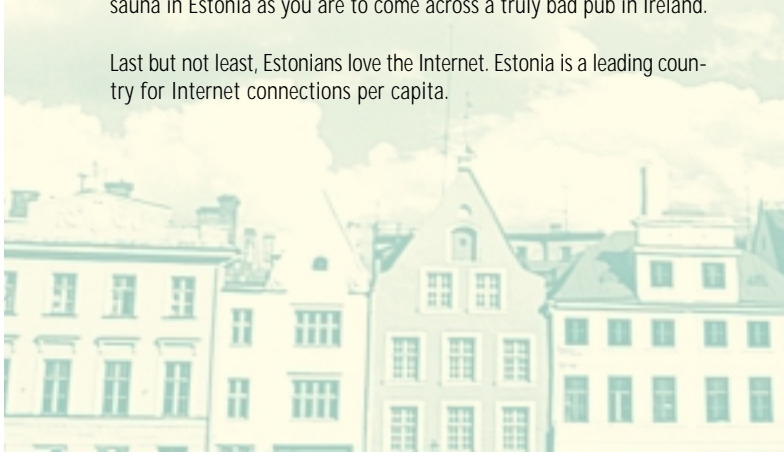 sauna in Estonia as you are to come across a truly bad pub in Ireland.
Last but not least, Estonians love the Internet. Estonia is a leading coun-
try for Internet connections per capita.